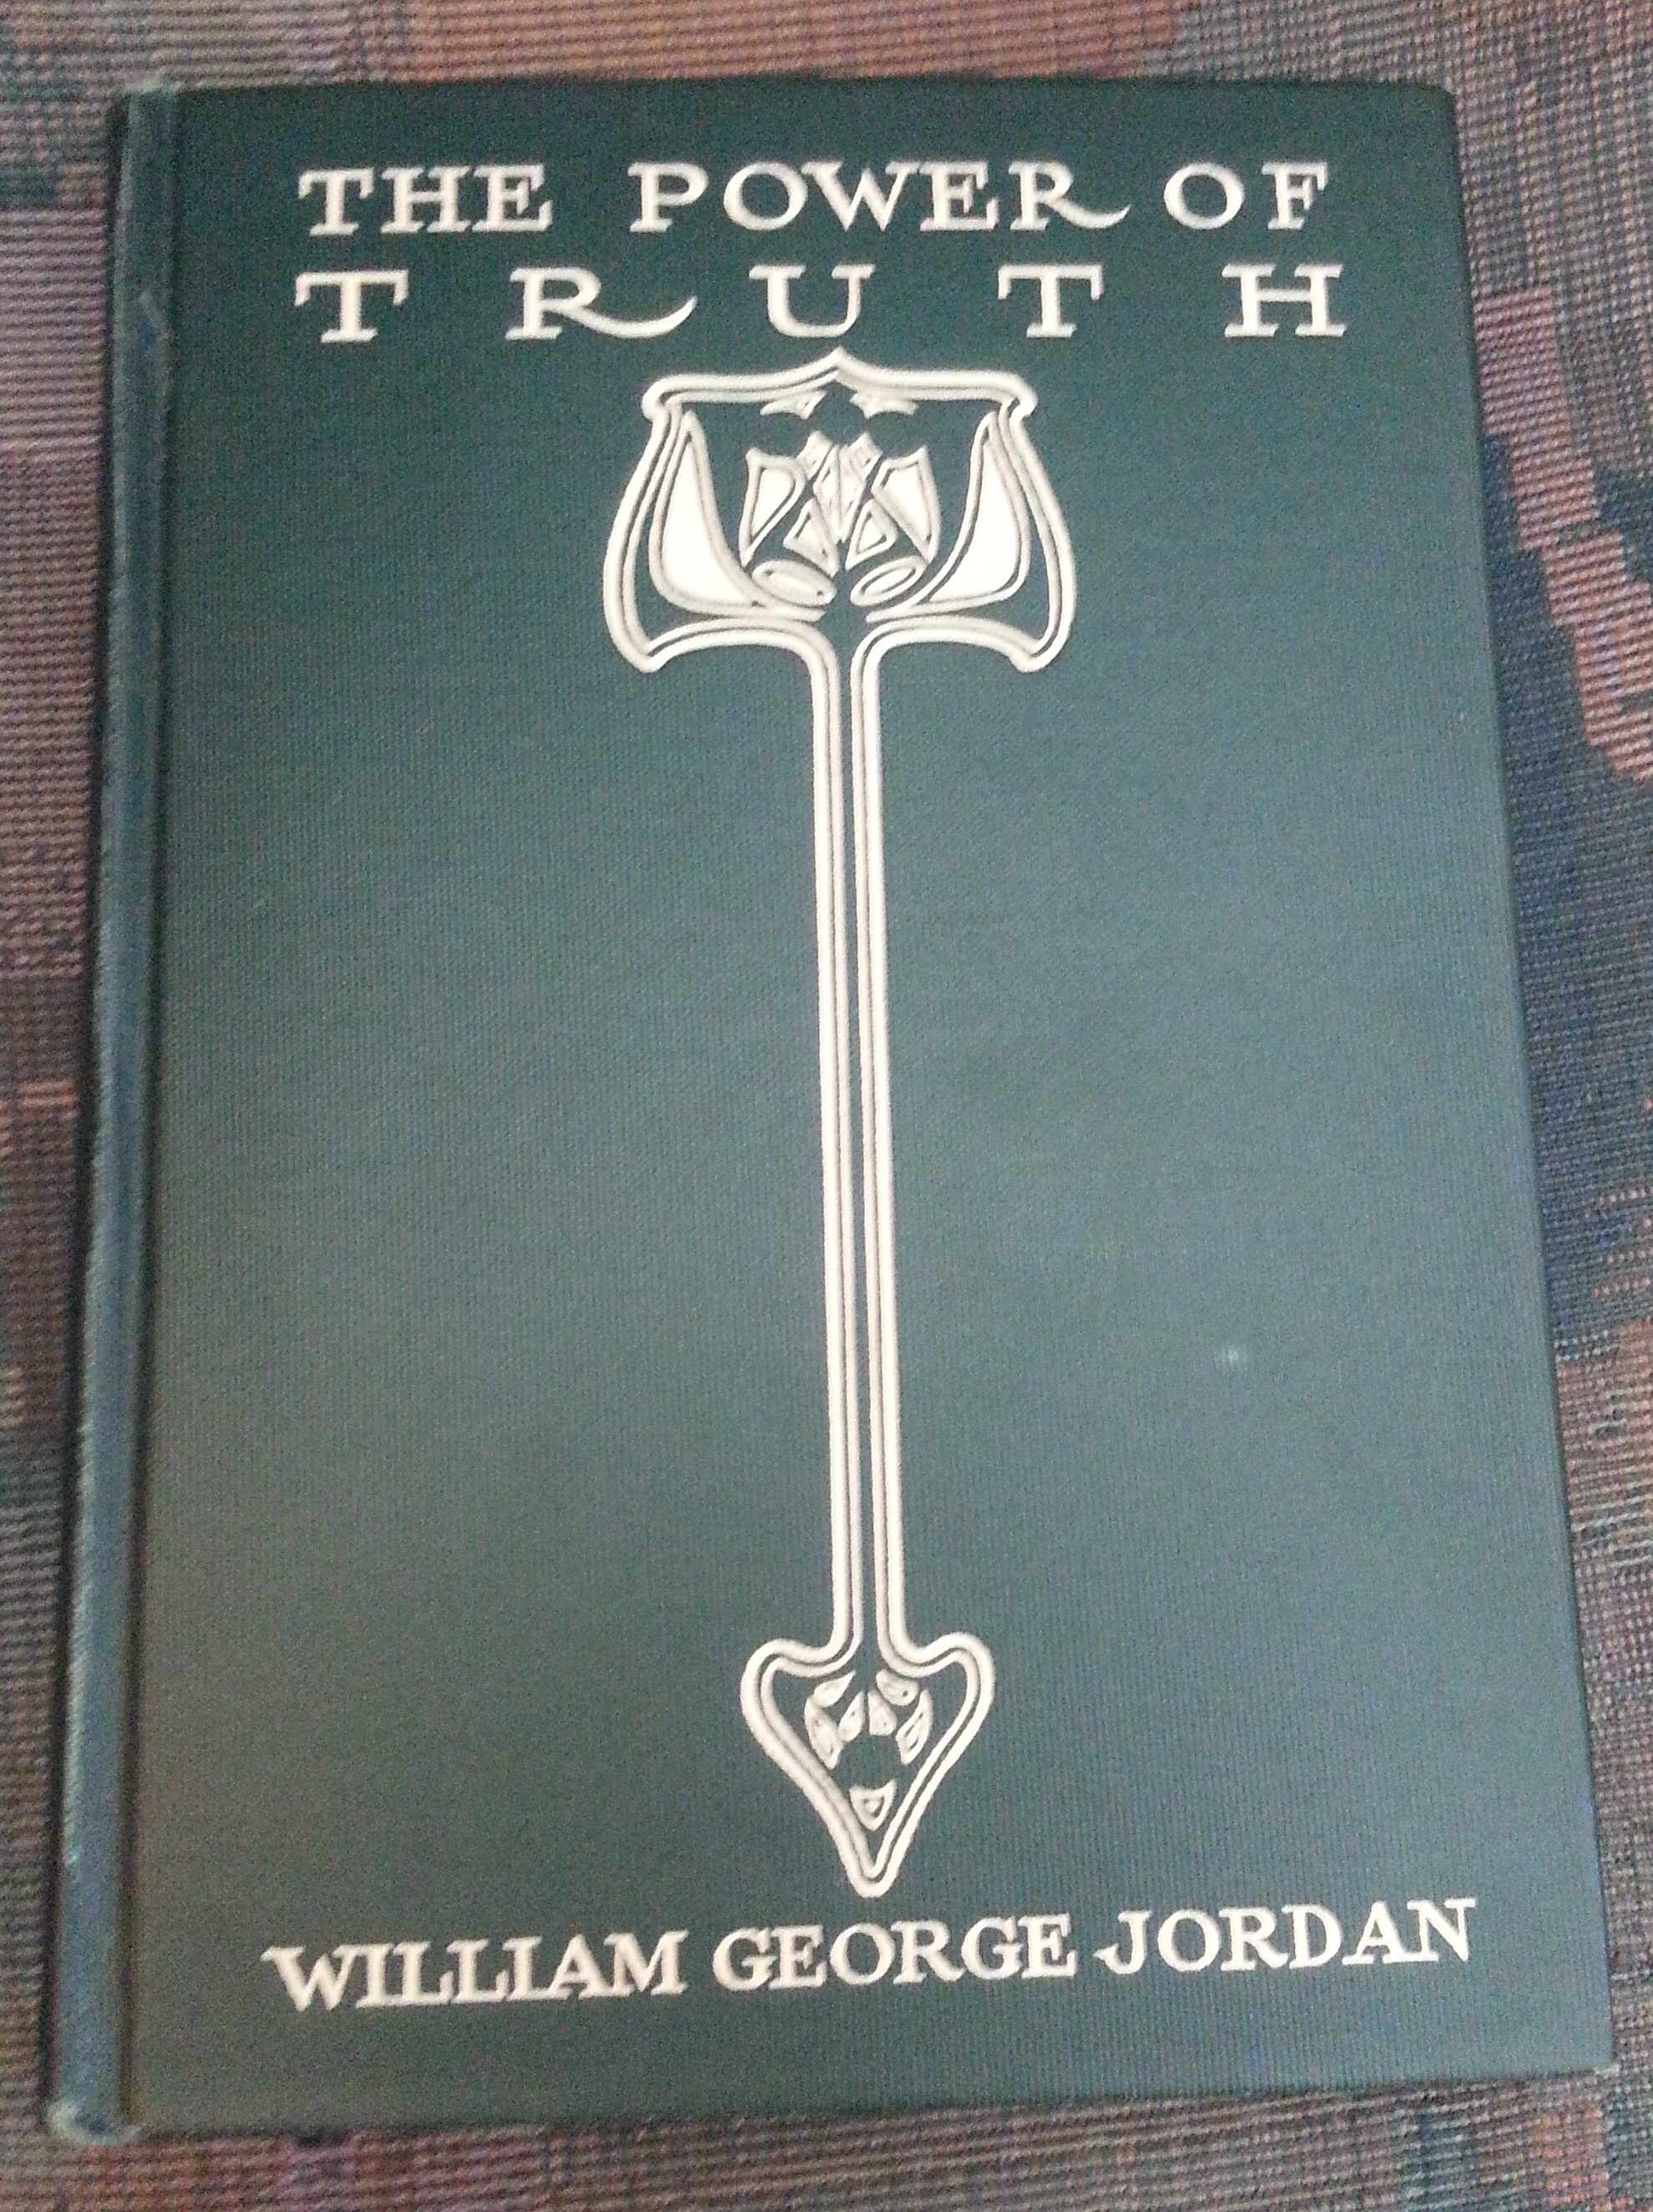 THE POWER OF
TRUTH
WILLIAM GEORGE JORDAN